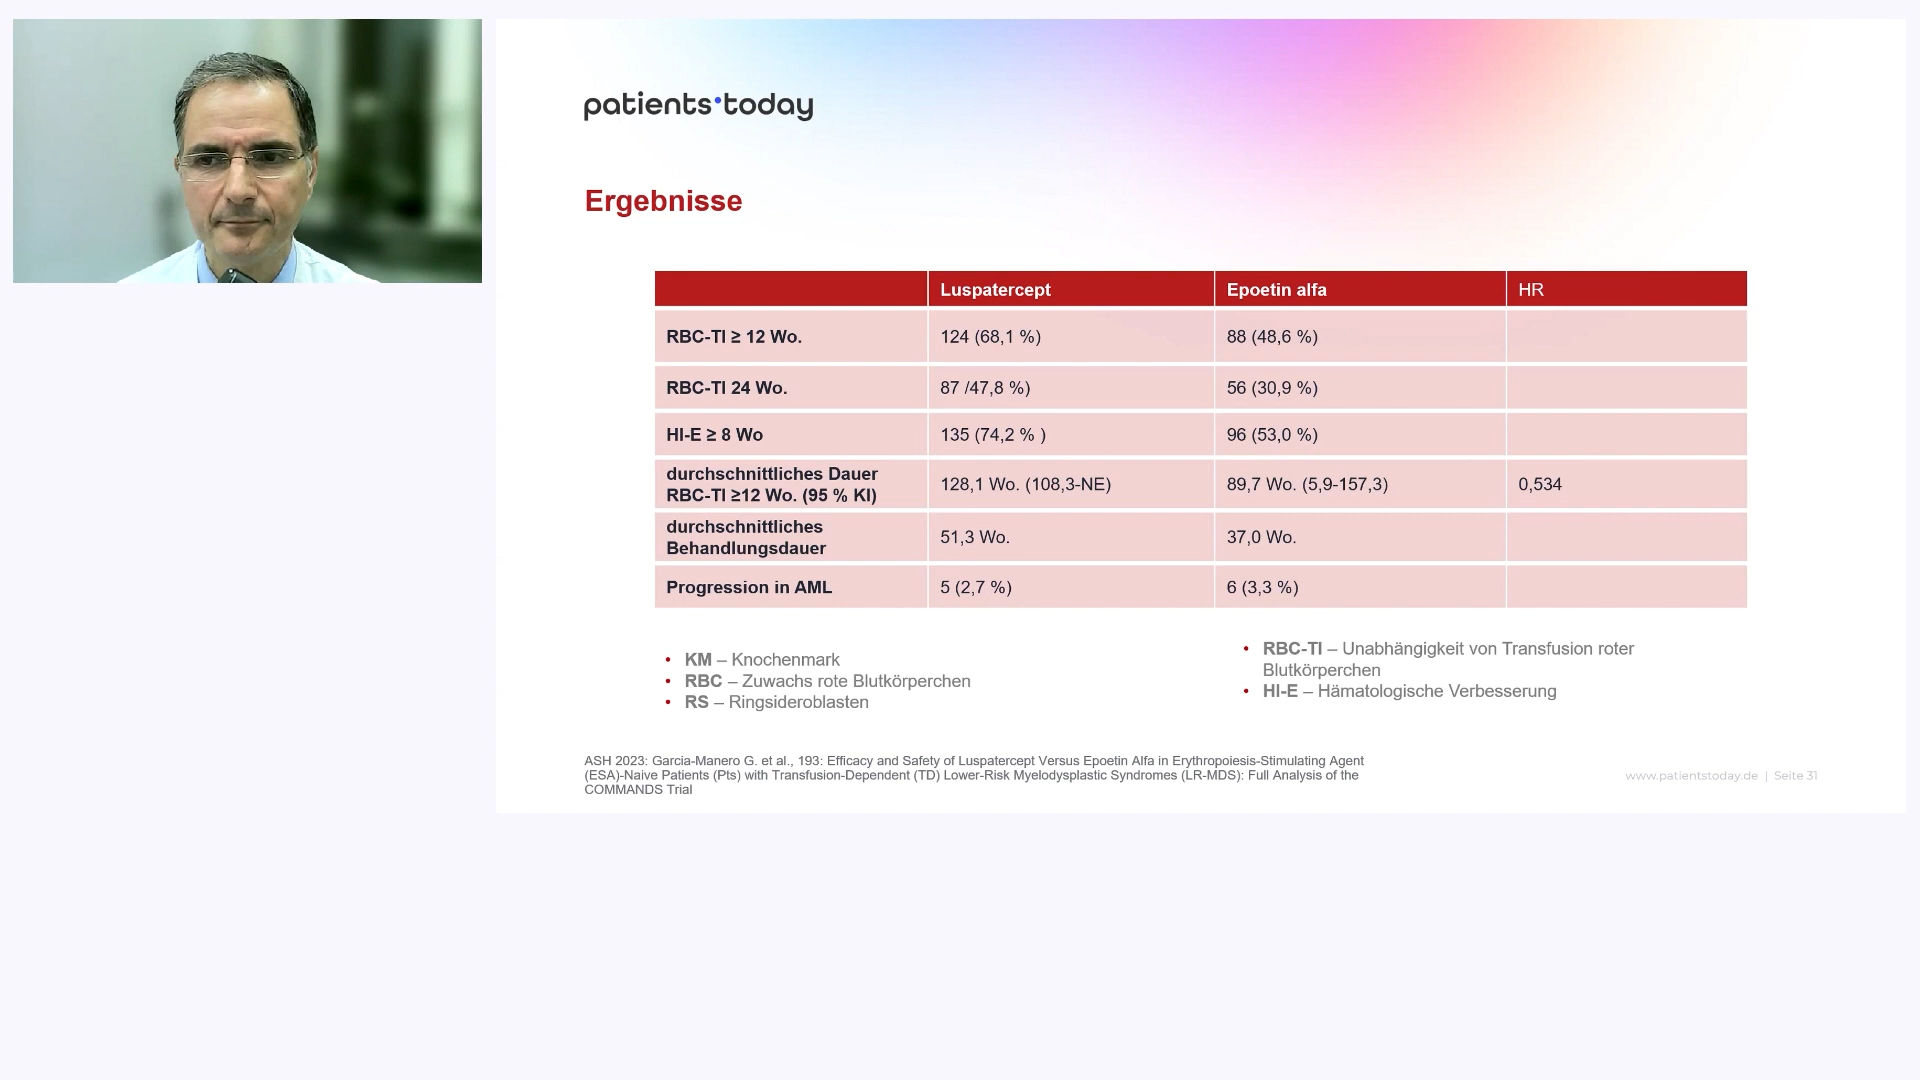 patients•today
Ergebnisse
Luspatercept Epoetin alfa HR
RBC-TI ≥ 12 Wo. 124 (68,1 %) 88 (48,6 %)
RBC-TI 24 Wo. 87 /47,8 %) 56 (30,9 %)
HI-E ≥ 8 Wo 135 (74,2 % ) 96 (53,0 %)
durchschnittliches Dauer
RBC-TI ≥12 Wo. (95 % KI) 128,1 Wo. (108,3-NE) 89,7 Wo. (5,9-157,3) 0,534
durchschnittliches
Behandlungsdauer 51,3 Wo. 37,0 Wo.
Progression in AML 5 (2,7 %) 6 (3,3 %)
• KM – Knochenmark
• RBC – Zuwachs rote Blutkörperchen
• RS – Ringsideroblasten
• RBC-TI – Unabhängigkeit von Transfusion roter
Blutkörperchen
• HI-E – Hämatologische Verbesserung
ASH 2023: Garcia-Manero G. et al., 193: Efficacy and Safety of Luspatercept Versus Epoetin Alfa in Erythropoiesis-Stimulating Agent
(ESA)-Naive Patients (Pts) with Transfusion-Dependent (TD) Lower-Risk Myelodysplastic Syndromes (LR-MDS): Full Analysis of the
COMMANDS Trial
www.patientstoday.de | Seite 31